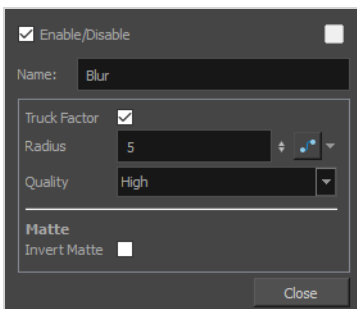 Enable/Disable
Name: Blur
Truck Factor
Radius 5
Quality High
Matte
Invert Matte
Close